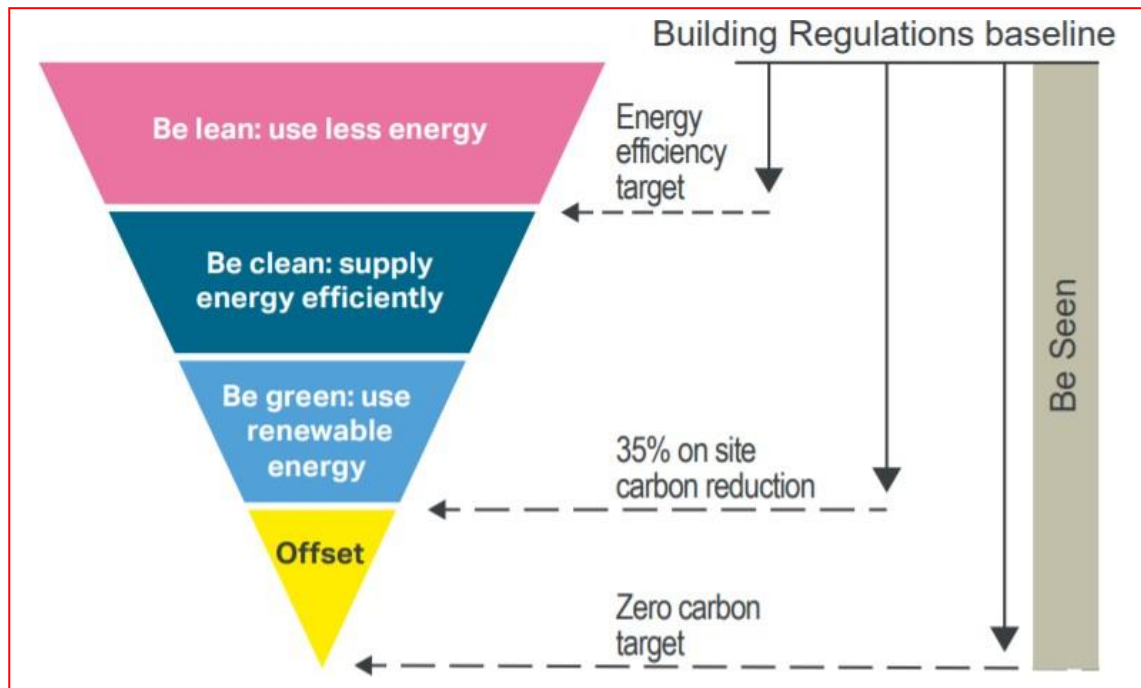 Building Regulations baseline
Be lean: use less energy
Energy
efficiency
target
Be clean: supply
energy efficiently
Be green: use
renewable
energy
35% on site
carbon reduction
Offset
Zero carbon
target
Be Seen